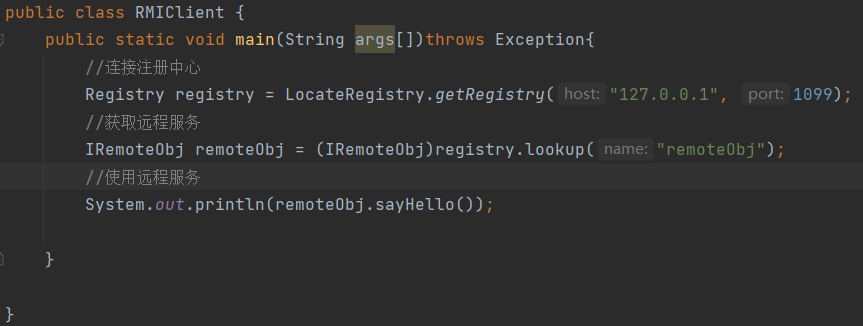 public class RMIClient {
public static void main(String args[])throws Exception{
//连接注册中心
Registry registry = LocateRegistry.getRegistry( host: "127.0.0.1", port: 1099);
//获取远程服务
IRemoteObj remoteObj = (IRemoteObj)registry.lookup( name: "remoteObj");
//使用远程服务
System.out.println(remoteObj.sayHello());
}
}